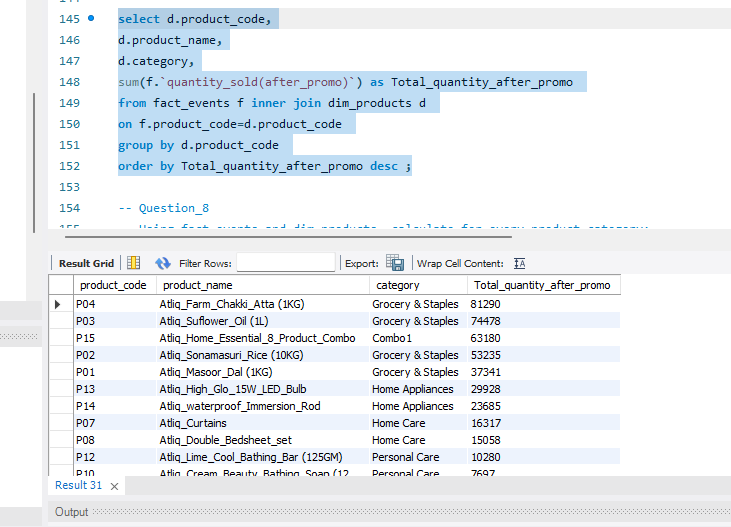 145 select d.product_code,
146 d.product_name,
147 d.category,
148 sum(f.`quantity_sold(after_promo)`) as Total_quantity_after_promo
149 from fact_events f inner join dim_products d
150 on f.product_code=d.product_code
151 group by d.product_code
152 order by Total_quantity_after_promo desc ;
153
154 -- Question_8
Result Grid Filter Rows: Export: Wrap Cell Content: IA
product_code product_name category Total_quantity_after_promo
P04 Atliq_Farm_Chakki_Atta (1KG) Grocery & Staples 81290
P03 Atliq_Suflower_Oil (1L) Grocery & Staples 74478
P15 Atliq_Home_Essential_8_Product_Combo Combo1 63180
P02 Atliq_Sonamasuri_Rice (10KG) Grocery & Staples 53235
P01 Atliq_Masoor_Dal (1KG) Grocery & Staples 37341
P13 Atliq_High_Glo_15W_LED_Bulb Home Appliances 29928
P14 Atliq_waterproof_Immersion_Rod Home Appliances 23685
P07 Atliq_Curtains Home Care 16317
P08 Atliq_Double_Bedsheet_set Home Care 15058
P12 Atliq_Lime_Cool_Bathing_Bar (125GM) Personal Care 10280
P10 Atliq_Cream_Beauty_Bathing_Soap (12 Personal Care 7697
Result 31
Output